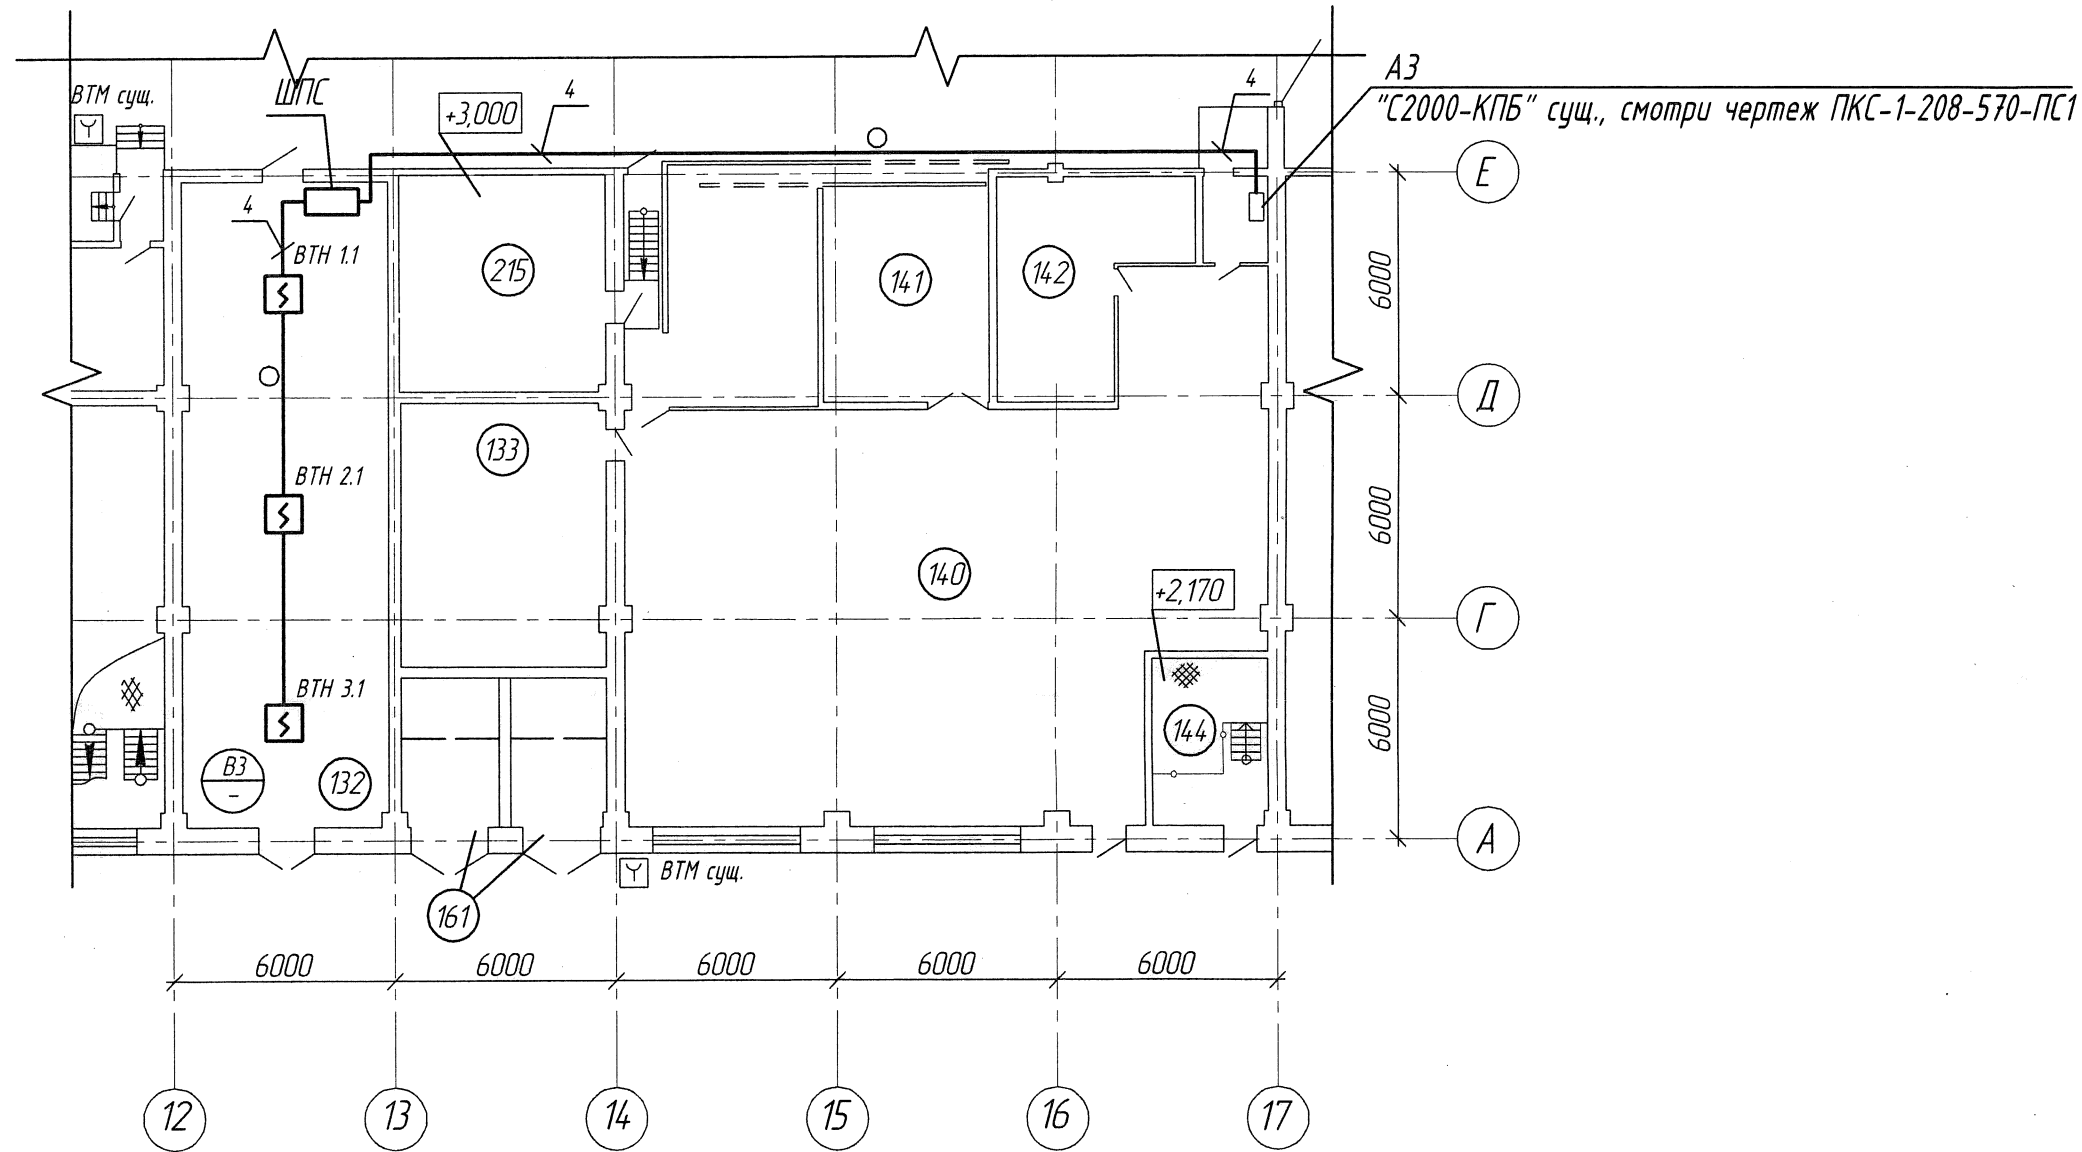 ВТМ сущ.
ШПС
+3,000
4
4
А3
"С2000-КПБ" сущ., смотри чертеж ПКС-1-208-570-ПС1
Е
4
ВТН 1.1
215
141
142
6000
Д
133
ВТН 2.1
6000
140
+2,170
Г
ВТН 3.1
144
6000
В3
-
132
А
ВТМ сущ.
161
6000
6000
6000
6000
6000
12
13
14
15
16
17